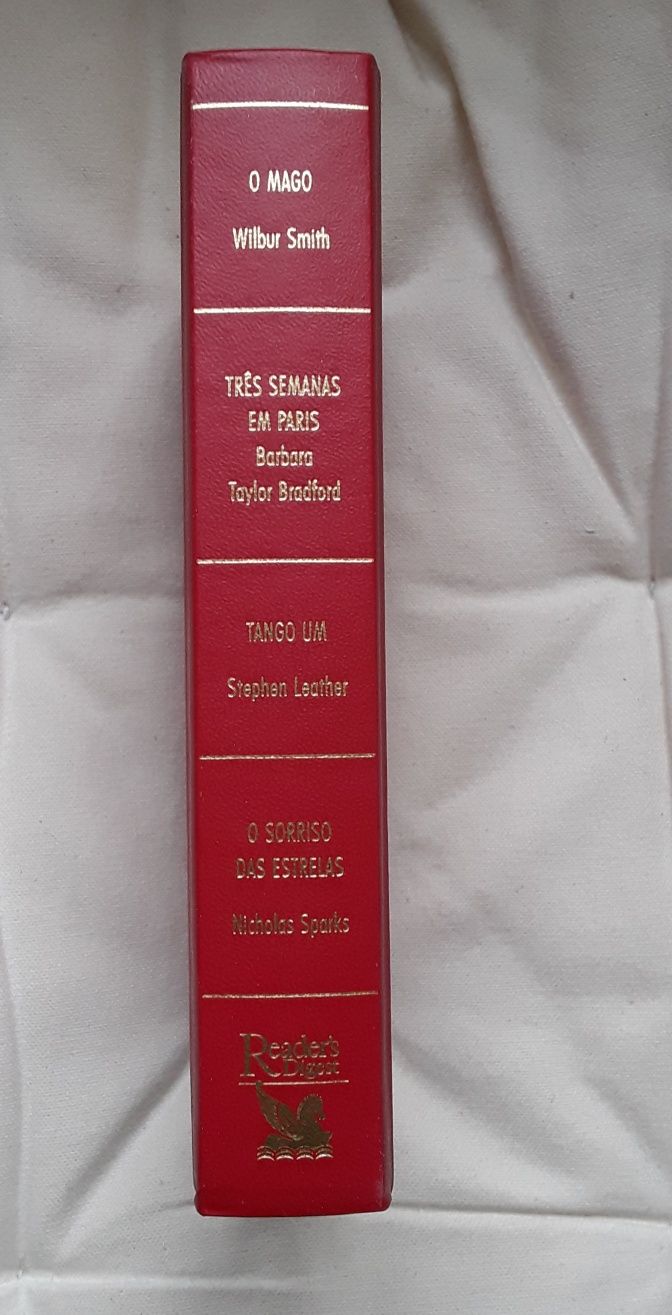 O MAGO
Wilbur Smith
TRÊS SEMANAS
EM PARIS
Barbara
Taylor Bradford
TANGO UM
Stephen Leather
O SORRISO
DAS ESTRELAS
Nicholas Sparks
Reader's
Digest